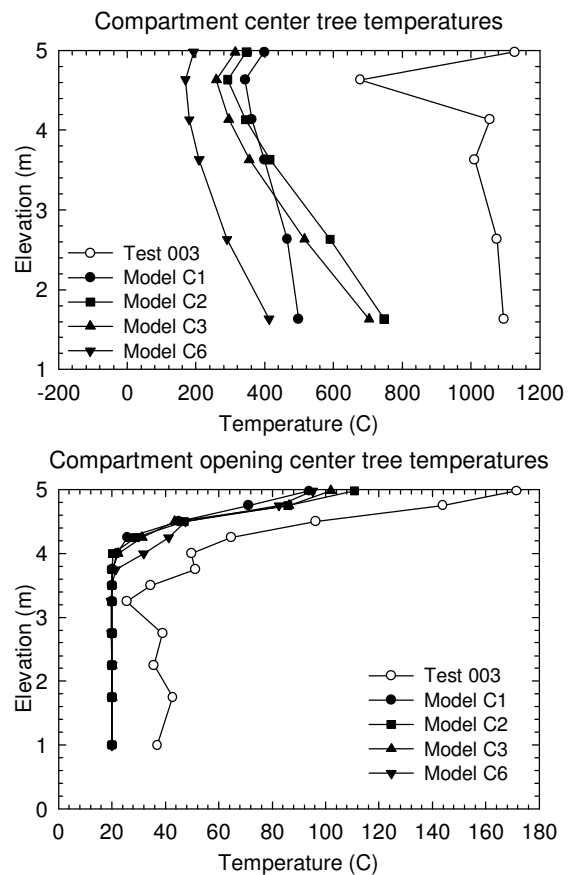 Compartment center tree temperatures
5
4
3
2
1
Elevation (m)
Test 003
Model C1
Model C2
Model C3
Model C6
-200 0 200 400 600 800 1000 1200
Temperature (C)
Compartment opening center tree temperatures
5
4
3
2
1
0
Elevation (m)
Test 003
Model C1
Model C2
Model C3
Model C6
0 20 40 60 80 100 120 140 160 180
Temperature (C)